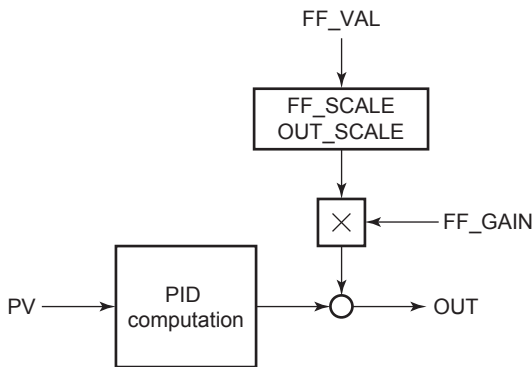 FF_VAL
FF_SCALE
OUT_SCALE
×
FF_GAIN
PV
PID
computation
OUT